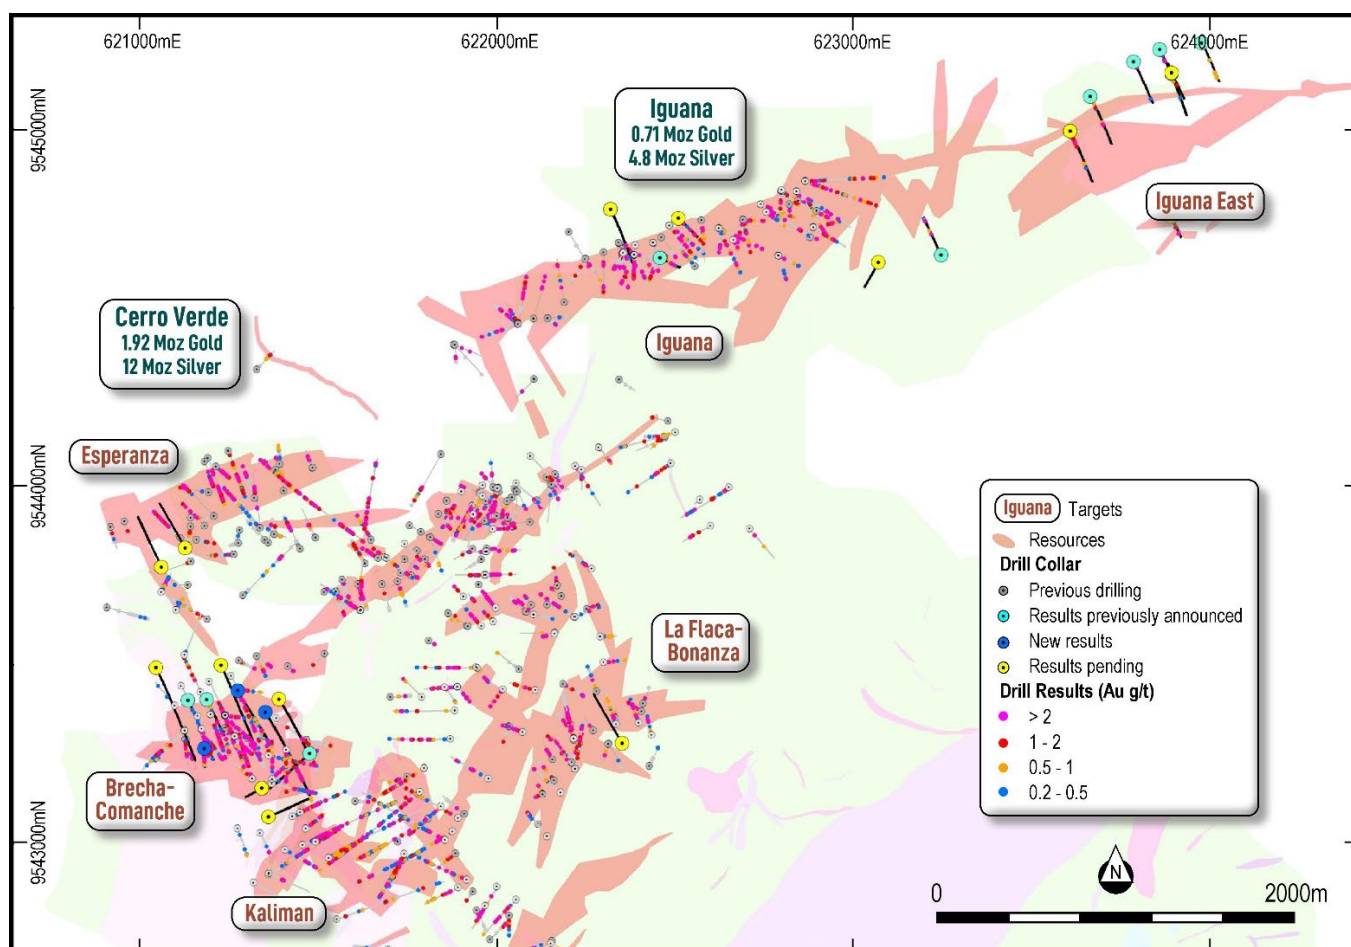 621000mE
622000mE
623000mE
624000mE
9545000mN
9544000mN
9543000mN
Iguana
0.71 Moz Gold
4.8 Moz Silver
Iguana East
Cerro Verde
1.92 Moz Gold
12 Moz Silver
Iguana
Esperanza
La Flaca-
Bonanza
Brecha-
Comanche
Kaliman
Iguana Targets
Resources
Drill Collar
Previous drilling
Results previously announced
New results
Results pending
Drill Results (Au g/t)
> 2
1 - 2
0.5 - 1
0.2 - 0.5
N
0 2000m